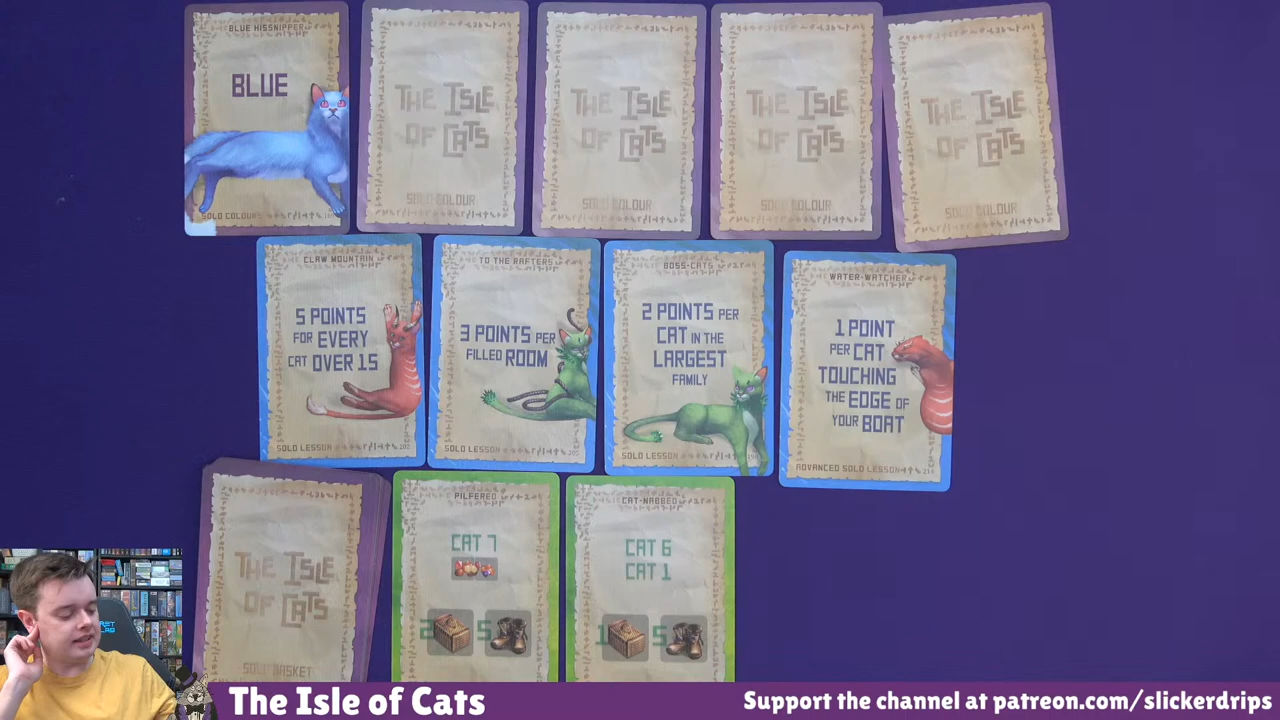 BLUE HISSNIPPER
BLUE
SOLO COLOUR
THE ISLE
OF CATS
SOLO COLOUR
THE ISLE
OF CATS
SOLO COLOUR
THE ISLE
OF CATS
SOLO COLOUR
THE ISLE
OF CATS
SOLO COLOUR
CLAW MOUNTAIN
5 POINTS
FOR EVERY
CAT OVER 15
SOLO LESSON
202
TO THE RAFTERS
3 POINTS PER
FILLED ROOM
SOLO LESSON
BOSS-CATS
2 POINTS PER
CAT IN THE
LARGEST
FAMILY
SOLO LESSON
WATER-WATCHER
1 POINT
PER CAT
TOUCHING
THE EDGE OF
YOUR BOAT
ADVANCED SOLO LESSON
THE ISLE
OF CATS
SOLO BASKET
PILFERED
CAT 7
2 5
CAT-NABBED
CAT 6
CAT 1
1 5
The Isle of Cats
Support the channel at patreon.com/slickerdrips